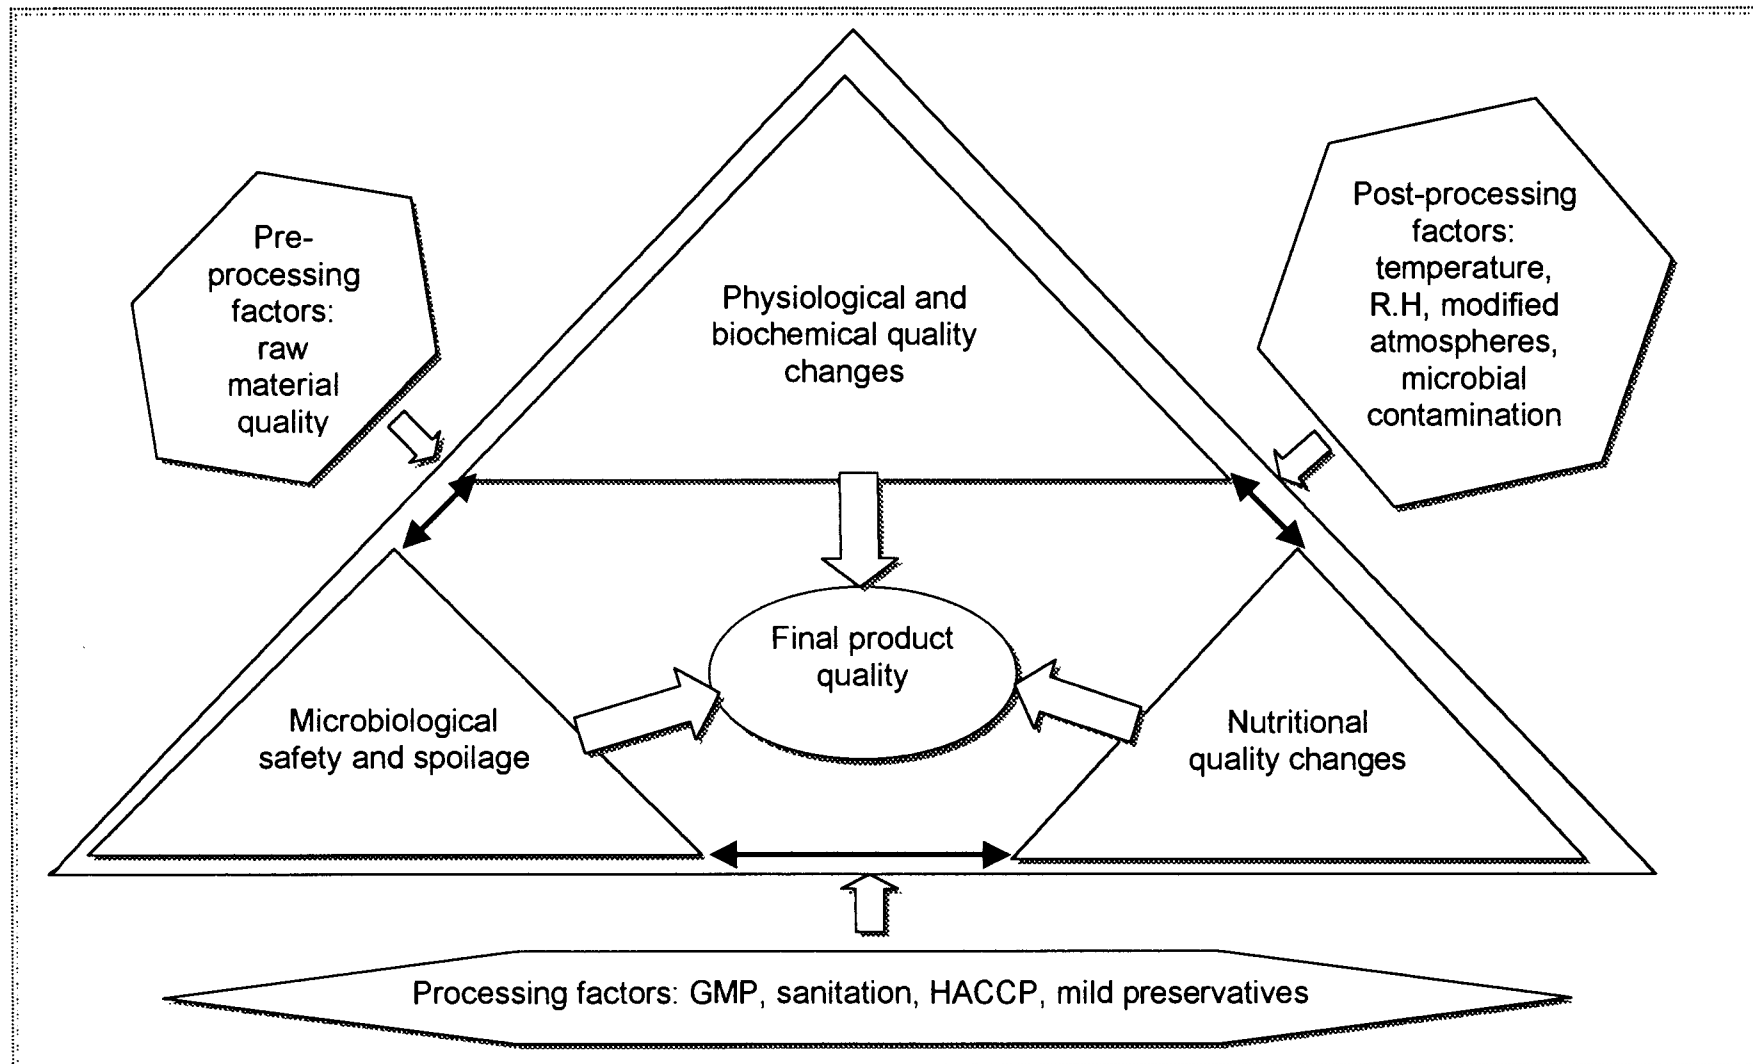 Pre-
processing
factors:
raw
material
quality
Physiological and
biochemical quality
changes
Post-processing
factors:
temperature,
R.H, modified
atmospheres,
microbial
contamination
Final product
quality
Microbiological
safety and spoilage
Nutritional
quality changes
Processing factors: GMP, sanitation, HACCP, mild preservatives